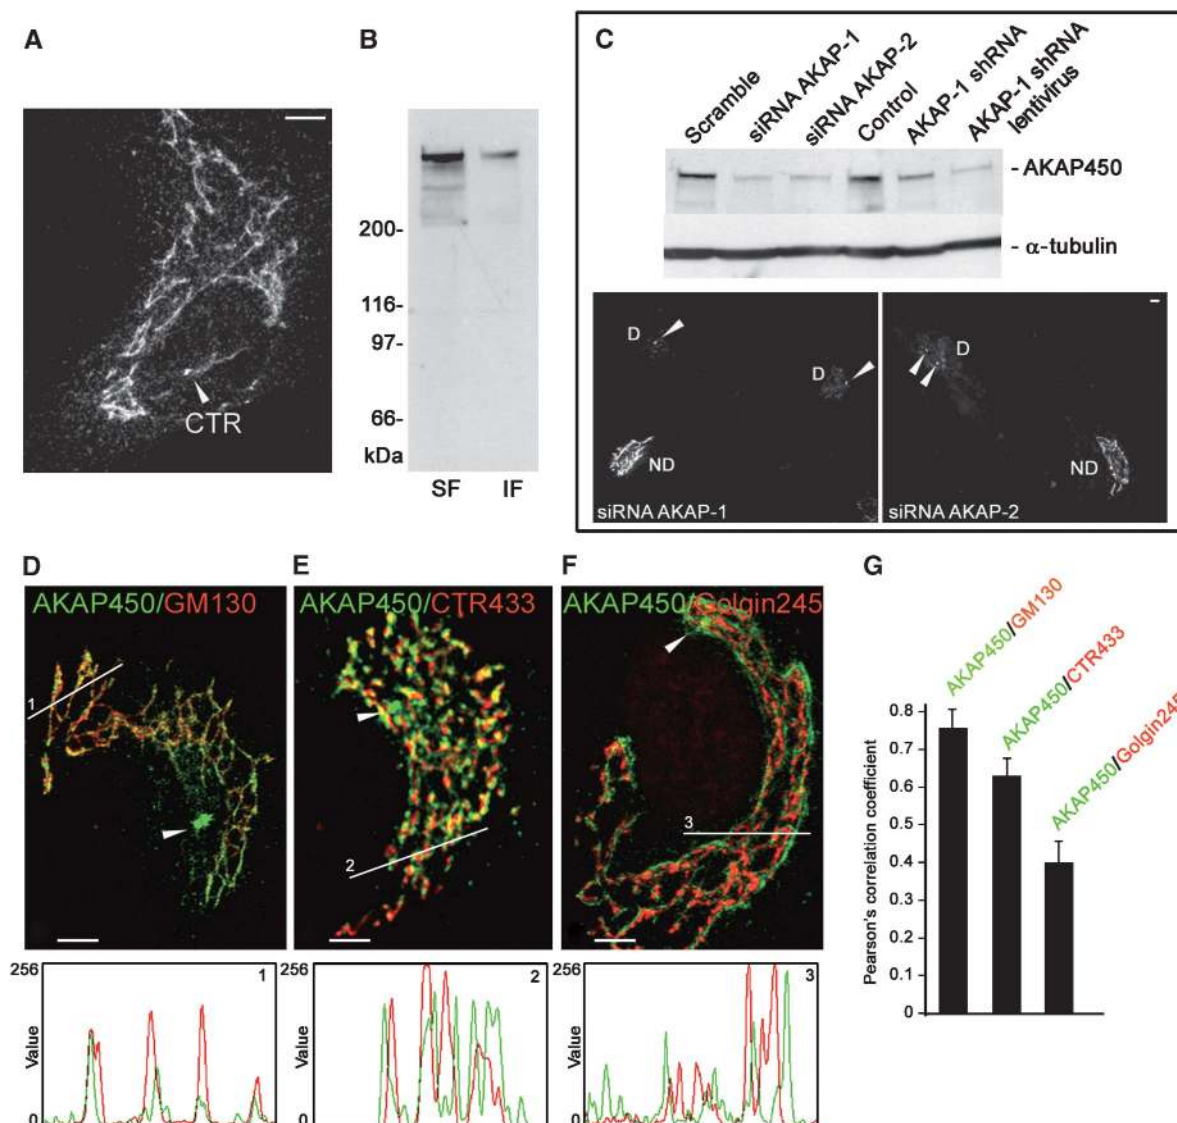 A
CTR
B
200-
116-
97-
66-
kDa
SF IF
C
Scramble
siRNA AKAP-1
siRNA AKAP-2
Control
AKAP-1 shRNA
AKAP-1 shRNA
lentivirus
- AKAP450
- α-tubulin
D
D
ND
siRNA AKAP-1
D
ND
siRNA AKAP-2
D
AKAP450/GM130
1
E
AKAP450/CTR433
2
F
AKAP450/Golgin245
3
256
Value
0
1
256
Value
0
2
256
Value
0
3
G
AKAP450/GM130
AKAP450/CTR433
AKAP450/Golgin245
Pearson's correlation coefficient
0.8
0.7
0.6
0.5
0.4
0.3
0.2
0.1
0